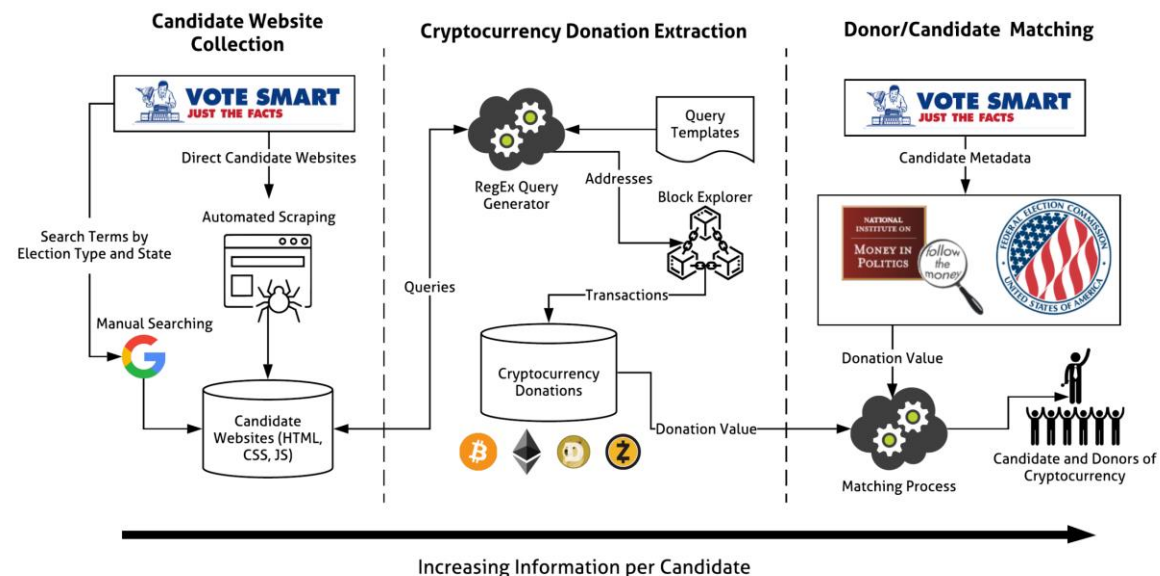 Candidate Website
Collection
VOTE SMART
JUST THE FACTS
Direct Candidate Websites
Automated Scraping
Search Terms by
Election Type and State
Manual Searching
Candidate
Websites (HTML,
CSS, JS)
Cryptocurrency Donation Extraction
Query
Templates
RegEx Query
Generator
Addresses
Block Explorer
Queries
Transactions
Cryptocurrency
Donations
Donation Value
Donor/Candidate Matching
VOTE SMART
JUST THE FACTS
Candidate Metadata
NATIONAL
INSTITUTE ON
MONEY IN
POLITICS
follow
the
money
FEDERAL ELECTION COMMISSION
UNITED STATES OF AMERICA
Donation Value
Matching Process
Candidate and Donors of
Cryptocurrency
Increasing Information per Candidate